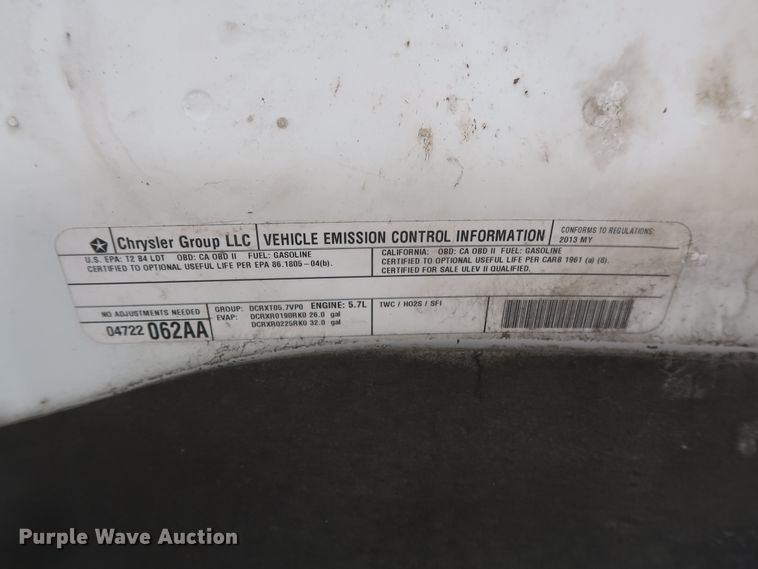 Chrysler Group LLC VEHICLE EMISSION CONTROL INFORMATION CONFORMS TO REGULATIONS:
2013 MY
U.S. EPA: T2 B4 LDT OBD: CA OBD II FUEL: GASOLINE
CERTIFIED TO OPTIONAL USEFUL LIFE PER EPA 86.1805-04(b).
CALIFORNIA: OBD: CA OBD II FUEL: GASOLINE
CERTIFIED TO OPTIONAL USEFUL LIFE PER CARB 1961 (a) (8).
CERTIFIED FOR SALE ULEV II QUALIFIED.
NO ADJUSTMENTS NEEDED
04722 062AA
GROUP: DCRXT05.7VP0 ENGINE: 5.7L
EVAP: DCRXR0190RK0 26.0 gal
DCRXR0225RK0 32.0 gal
TWC / HO2S / SFI
Purple Wave Auction